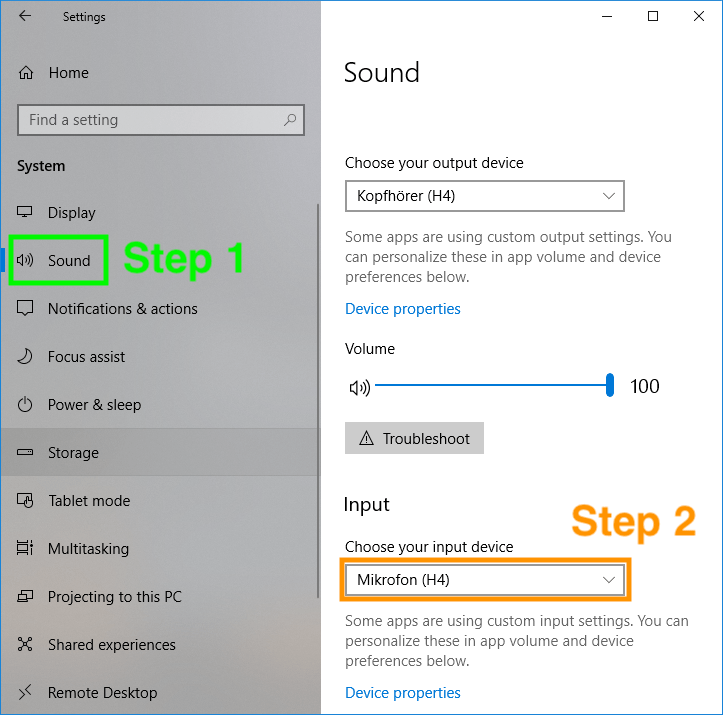 Settings
Home
Find a setting
System
Display
Sound
Step 1
Notifications & actions
Focus assist
Power & sleep
Storage
Tablet mode
Multitasking
Projecting to this PC
Shared experiences
Remote Desktop
Sound
Choose your output device
Kopfhörer (H4)
Some apps are using custom output settings. You
can personalize these in app volume and device
preferences below.
Device properties
Volume
100
Troubleshoot
Input
Step 2
Choose your input device
Mikrofon (H4)
Some apps are using custom input settings. You can
personalize these in app volume and device
preferences below.
Device properties